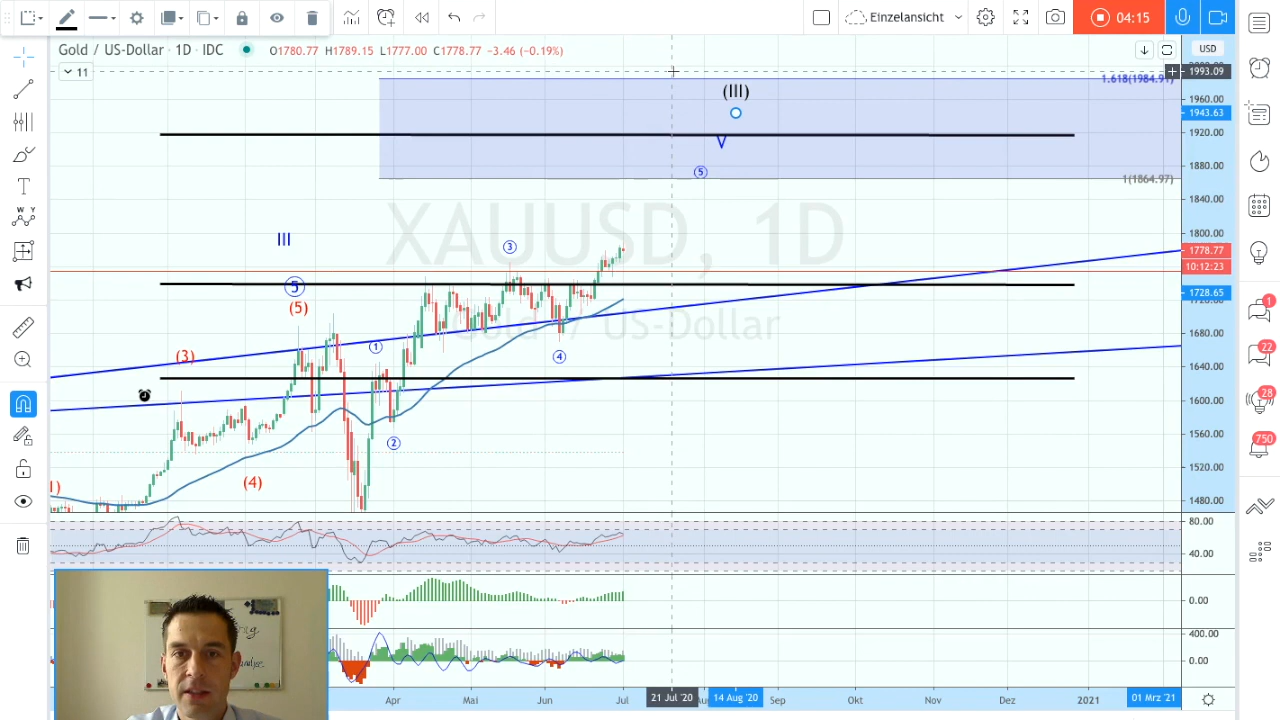 Einzelansicht
04:15
Gold / US-Dollar • 1D • IDC
O1780.77 H1789.15 L1777.00 C1778.77 −3.46 (−0.19%)
USD
11
1993.09
1.618(1984.91)
(III)
1960.00
1943.63
1920.00
V
5
1880.00
1(1864.97)
1840.00
XAUUSD, 1D
Gold / US-Dollar
III
3
1800.00
1778.77
10:12:23
5
1728.65
(5)
(3)
1
4
1680.00
1640.00
1600.00
2
1560.00
(4)
1)
1520.00
1480.00
80.00
40.00
0.00
400.00
0.00
Apr
Mai
Jun
Jul
21 Jul '20
14 Aug '20
Sep
Okt
Nov
Dez
2021
01 Mrz '21
T
W Y
1
22
28
750